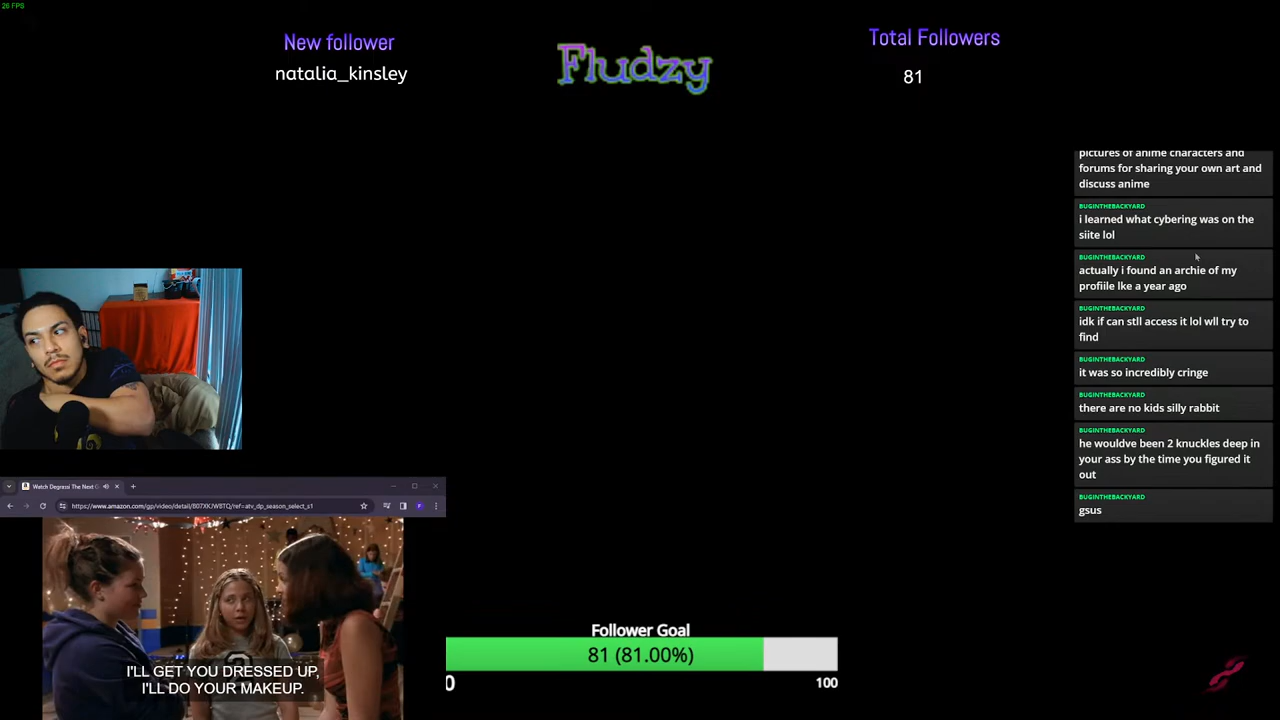 26 FPS
New follower
natalia_kinsley
Fludzy
Total Followers
81
pictures of anime characters and
forums for sharing your own art and
discuss anime
BUGINTHEBACKYARD
i learned what cybering was on the
siite lol
BUGINTHEBACKYARD
actually i found an archie of my
profiile lke a year ago
BUGINTHEBACKYARD
idk if can stll access it lol wll try to
find
BUGINTHEBACKYARD
it was so incredibly cringe
BUGINTHEBACKYARD
there are no kids silly rabbit
BUGINTHEBACKYARD
he wouldve been 2 knuckles deep in
your ass by the time you figured it
out
BUGINTHEBACKYARD
gsus
Watch Degrassi The Next G
https://www.amazon.com/gp/video/detail/B07XKJW8TQ/ref=atv_dp_season_select_s1
I'LL GET YOU DRESSED UP,
I'LL DO YOUR MAKEUP.
Follower Goal
81 (81.00%)
0
100